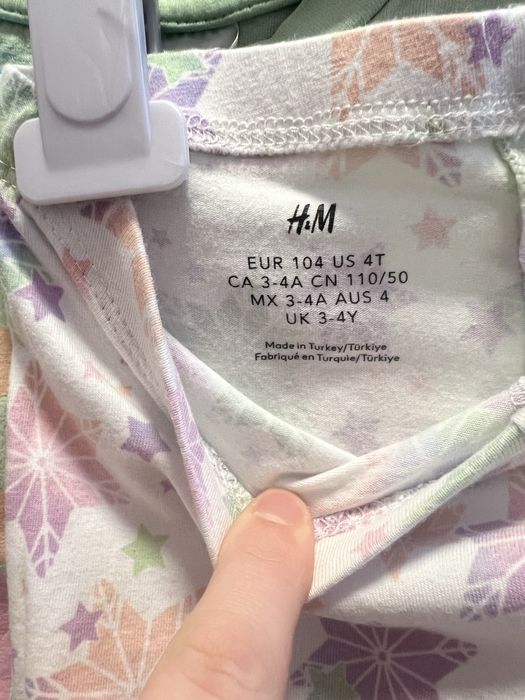 H&M
EUR 104 US 4T
CA 3-4A CN 110/50
MX 3-4A AUS 4
UK 3-4Y
Made in Turkey/Türkiye
Fabriqué en Turquie/Türkiye